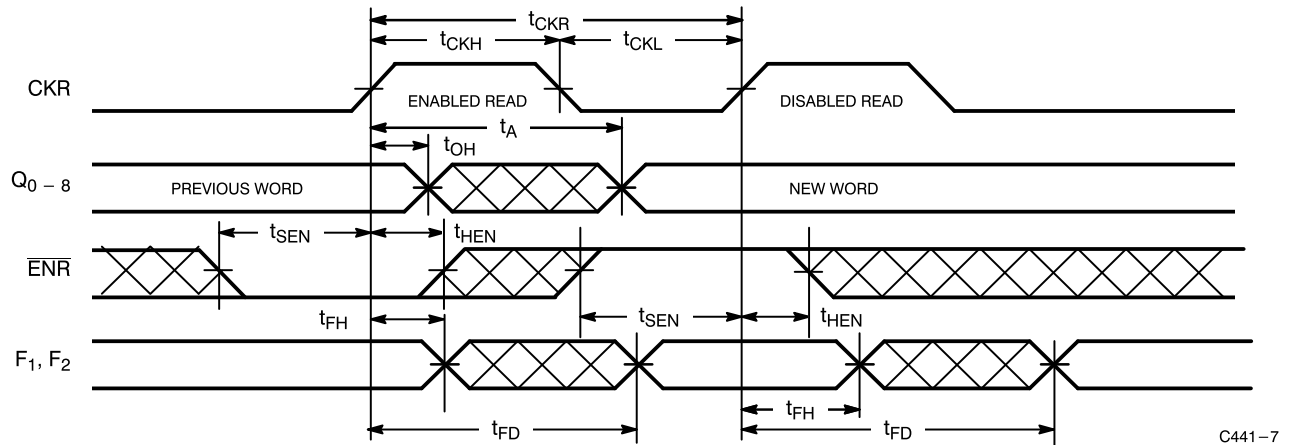 tCKR
tCKH
tCKL
CKR
ENABLED READ
DISABLED READ
tA
tOH
Q0 – 8
PREVIOUS WORD
NEW WORD
tSEN
tHEN
ENR
tFH
tSEN
tHEN
F1, F2
tFH
tFD
tFD
C441–7